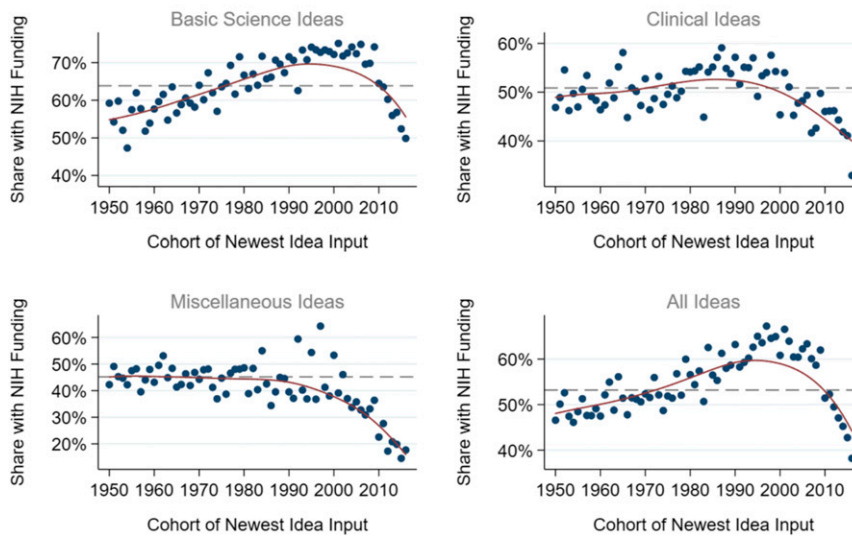 Basic Science Ideas
Share with NIH Funding
70%
60%
50%
40%
1950 1960 1970 1980 1990 2000 2010
Cohort of Newest Idea Input
Clinical Ideas
Share with NIH Funding
60%
50%
40%
1950 1960 1970 1980 1990 2000 2010
Cohort of Newest Idea Input
Miscellaneous Ideas
Share with NIH Funding
60%
50%
40%
30%
20%
1950 1960 1970 1980 1990 2000 2010
Cohort of Newest Idea Input
All Ideas
Share with NIH Funding
60%
50%
40%
1950 1960 1970 1980 1990 2000 2010
Cohort of Newest Idea Input